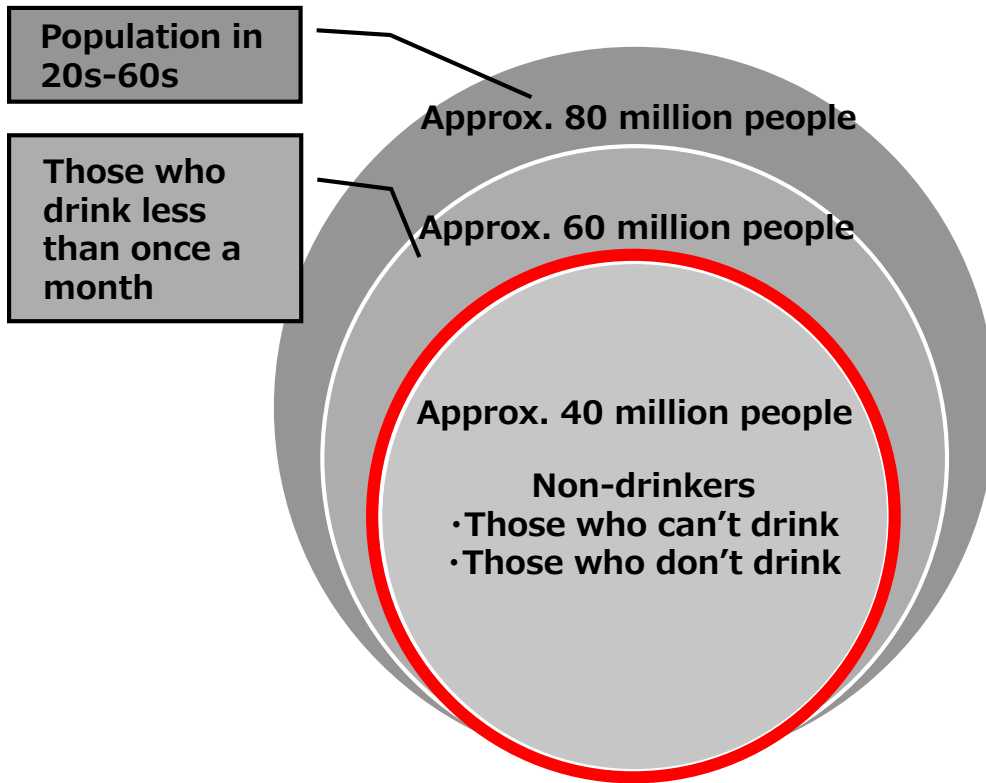 Population in
20s-60s
Approx. 80 million people
Those who
drink less
than once a
month
Approx. 60 million people
Approx. 40 million people
Non-drinkers
・Those who can’t drink
・Those who don’t drink